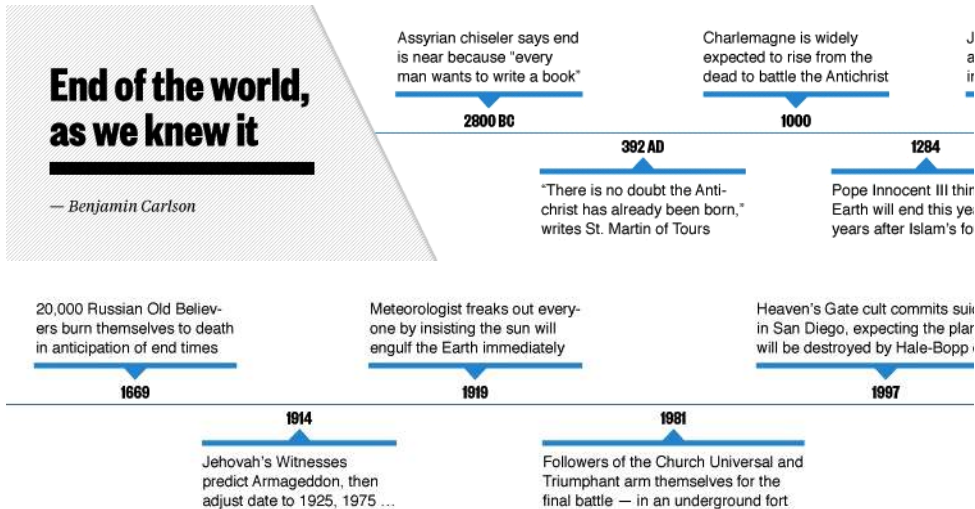 End of the world,
as we knew it
— Benjamin Carlson
Assyrian chiseler says end
is near because “every
man wants to write a book”
2800 BC
392 AD
“There is no doubt the Anti-
christ has already been born,”
writes St. Martin of Tours
Charlemagne is widely
expected to rise from the
dead to battle the Antichrist
1000
1284
Pope Innocent III
Earth will end this
years after Islam’s
20,000 Russian Old Believ-
ers burn themselves to death
in anticipation of end times
1669
1914
Jehovah’s Witnesses
predict Armageddon, then
adjust date to 1925, 1975 ...
Meteorologist freaks out every-
one by insisting the sun will
engulf the Earth immediately
1919
1981
Followers of the Church Universal and
Triumphant arm themselves for the
final battle — in an underground fort
Heaven’s Gate cult commits
in San Diego, expecting the
will be destroyed by Hale-Bopp
1997